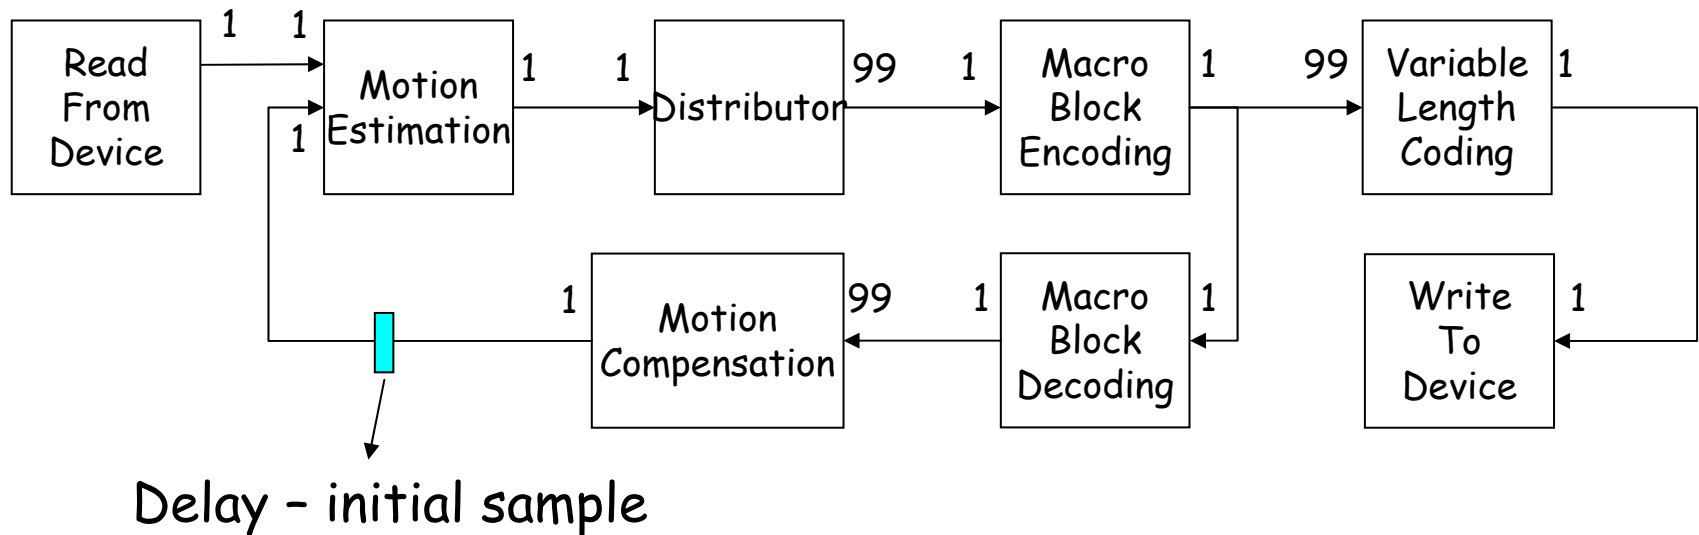 1 1
Read
From
Device
1
Motion
Estimation
1 1
Distributor
99 1
Macro
Block
Encoding
1 99
Variable
Length
Coding
1
1
Motion
Compensation
99 1
Macro
Block
Decoding
1
Write
To
Device
1
Delay – initial sample